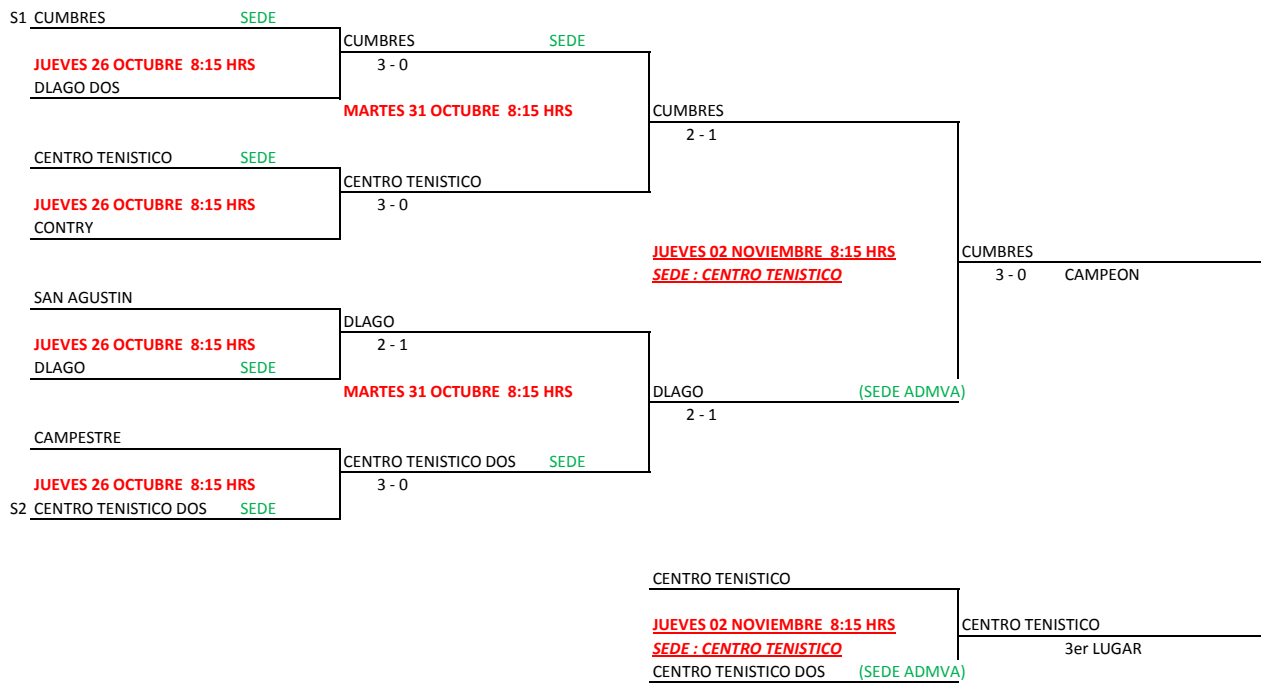 S1 CUMBRES SEDE
CUMBRES SEDE
JUEVES 26 OCTUBRE 8:15 HRS
3 - 0
DLAGO DOS
MARTES 31 OCTUBRE 8:15 HRS
CUMBRES
2 - 1
CENTRO TENISTICO SEDE
CENTRO TENISTICO
JUEVES 26 OCTUBRE 8:15 HRS
3 - 0
CONTRY
JUEVES 02 NOVIEMBRE 8:15 HRS
CUMBRES
SEDE : CENTRO TENISTICO
3 - 0 CAMPEON
SAN AGUSTIN
DLAGO
JUEVES 26 OCTUBRE 8:15 HRS
2 - 1
DLAGO SEDE
MARTES 31 OCTUBRE 8:15 HRS
DLAGO (SEDE ADMVA)
2 - 1
CAMPESTRE
CENTRO TENISTICO DOS SEDE
JUEVES 26 OCTUBRE 8:15 HRS
3 - 0
S2 CENTRO TENISTICO DOS SEDE
CENTRO TENISTICO
JUEVES 02 NOVIEMBRE 8:15 HRS
CENTRO TENISTICO
SEDE : CENTRO TENISTICO
3er LUGAR
CENTRO TENISTICO DOS (SEDE ADMVA)